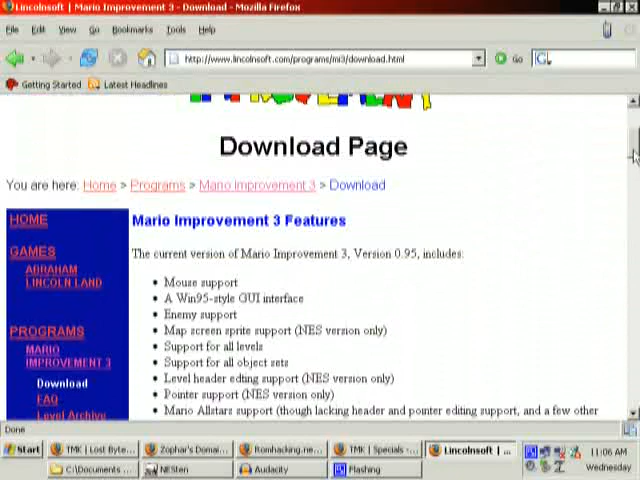 Lincolnsoft | Mario Improvement 3 - Download - Mozilla Firefox
File Edit View Go Bookmarks Tools Help
http://www.lincolnsoft.com/programs/mi3/download.html Go G
Getting Started Latest Headlines
IMPROVEMENT
Download Page
You are here: Home > Programs > Mario Improvement 3 > Download
HOME
GAMES
ABRAHAM
LINCOLN LAND
PROGRAMS
MARIO
IMPROVEMENT 3
Download
FAQ
Level Archive
Mario Improvement 3 Features
The current version of Mario Improvement 3, Version 0.95, includes:
• Mouse support
• A Win95-style GUI interface
• Enemy support
• Map screen sprite support (NES version only)
• Support for all levels
• Support for all object sets
• Level header edting support (NES version only)
• Pointer support (NES version only)
• Mario Allstars support (though lacking header and pointer editing support, and a few other
Done
Start TMK | Lost Byte... Zophar's Domai... Romhacking.ne... TMK | Specials -... Lincolnsoft | ... 11:06 AM
C:\Documents ... NESten Audacity Flashing Wednesday